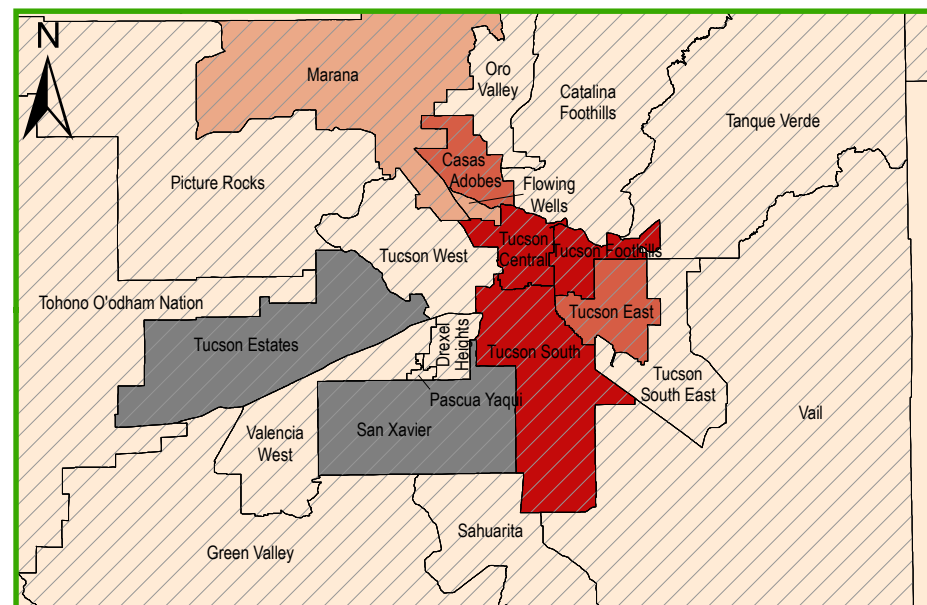 N
Marana
Oro
Valley
Catalina
Foothills
Tanque Verde
Casas
Adobes
Picture Rocks
Flowing
Wells
Tucson
Central
Tucson Foothills
Tucson West
Tohono O'odham Nation
Tucson East
Tucson Estates
Drexel
Heights
Tucson South
Tucson
South East
Pascua Yaqui
Vail
Valencia
West
San Xavier
Sahuarita
Green Valley